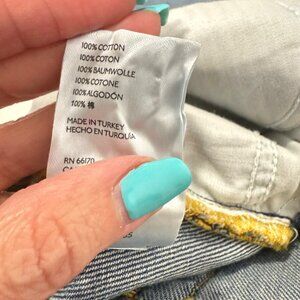 100% COTTON
100% COTON
100% BAUMWOLLE
100% COTONE
100% ALGODÓN
100% 棉
MADE IN TURKEY
HECHO EN TURQUÍA
RN 66170